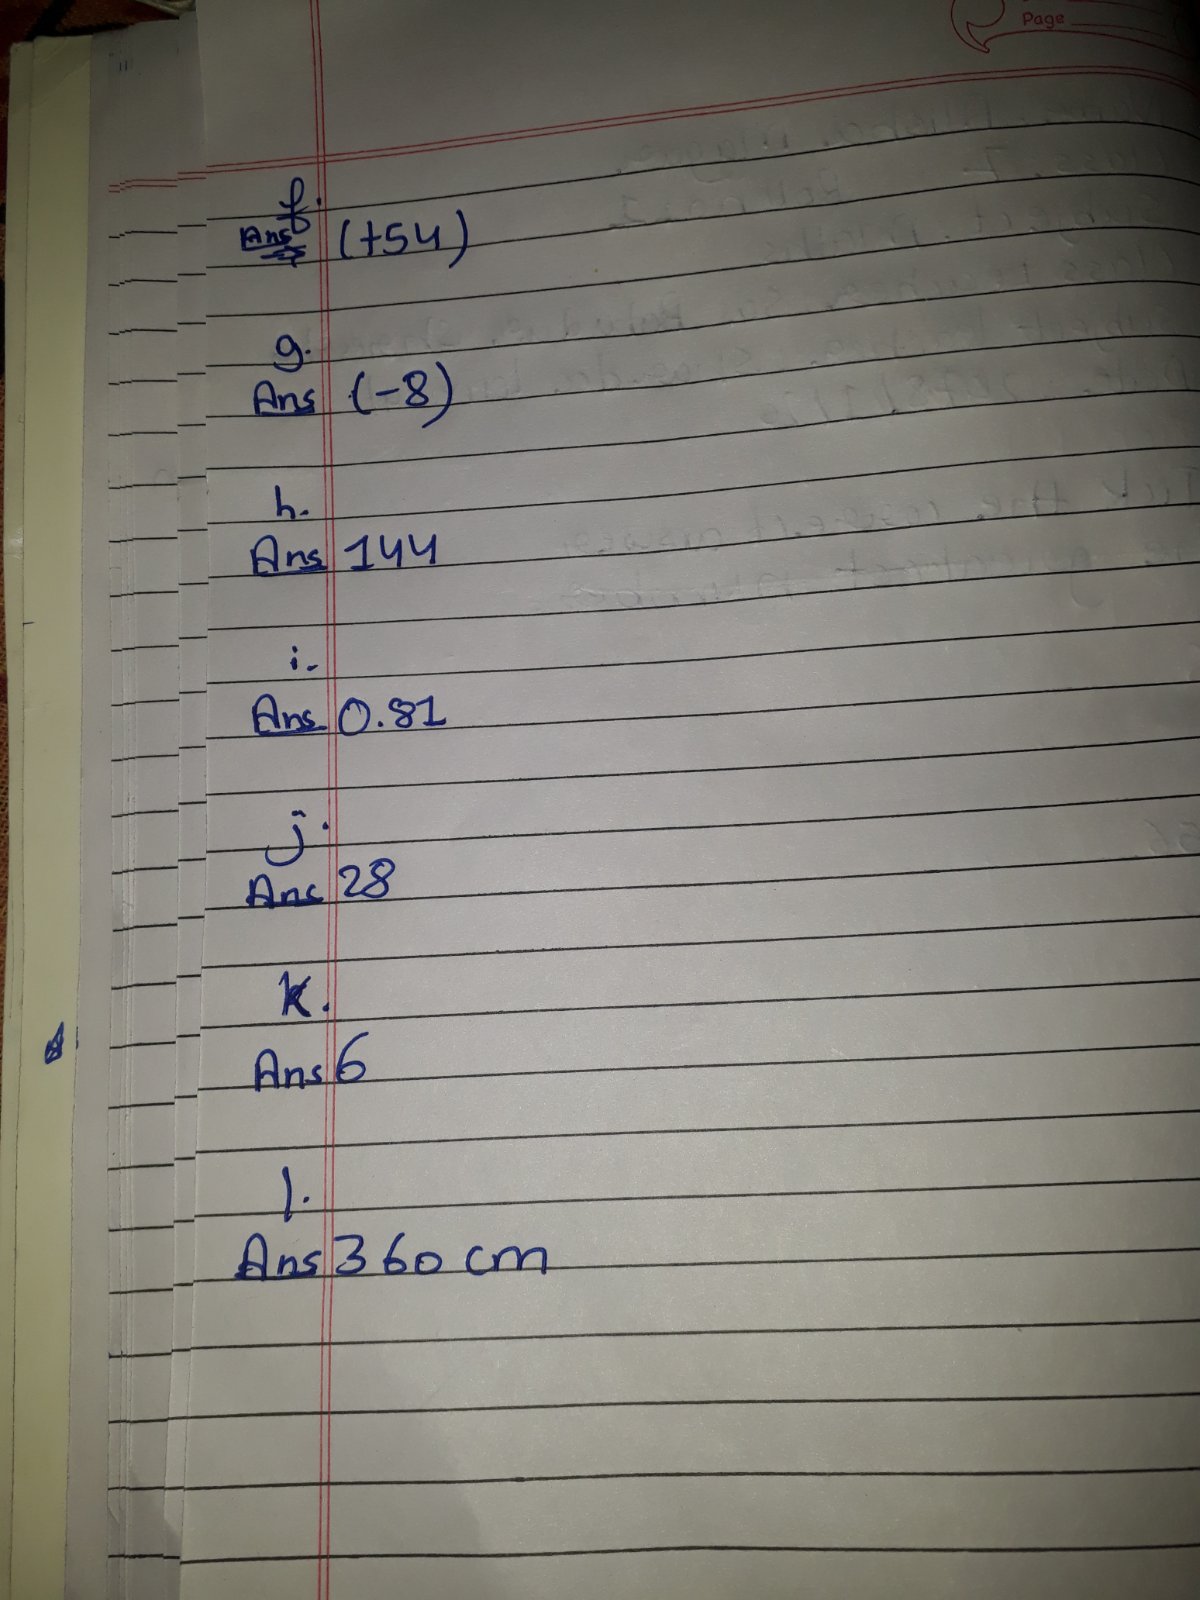 Page
f.
Ans (+54)
g.
Ans (-8)
h.
Ans 144
i.
Ans 0.81
j.
Ans 28
k.
Ans 6
l.
Ans 360 cm